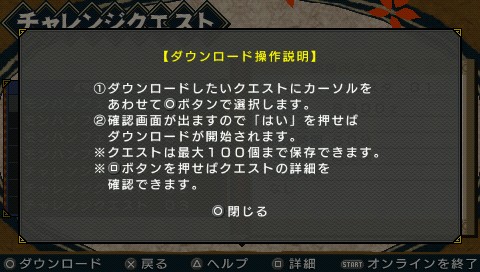 チャレンジクエスト
【ダウンロード操作説明】
①ダウンロードしたいクエストにカーソルを
あわせて◎ボタンで選択します。
②確認画面が出ますので「はい」を押せば
ダウンロードが開始されます。
※クエストは最大１００個まで保存できます。
※回ボタンを押せばクエストの詳細を
確認できます。
◎閉じる
◎ダウンロード ⊗戻る △ヘルプ 回詳細 START オンラインを終了